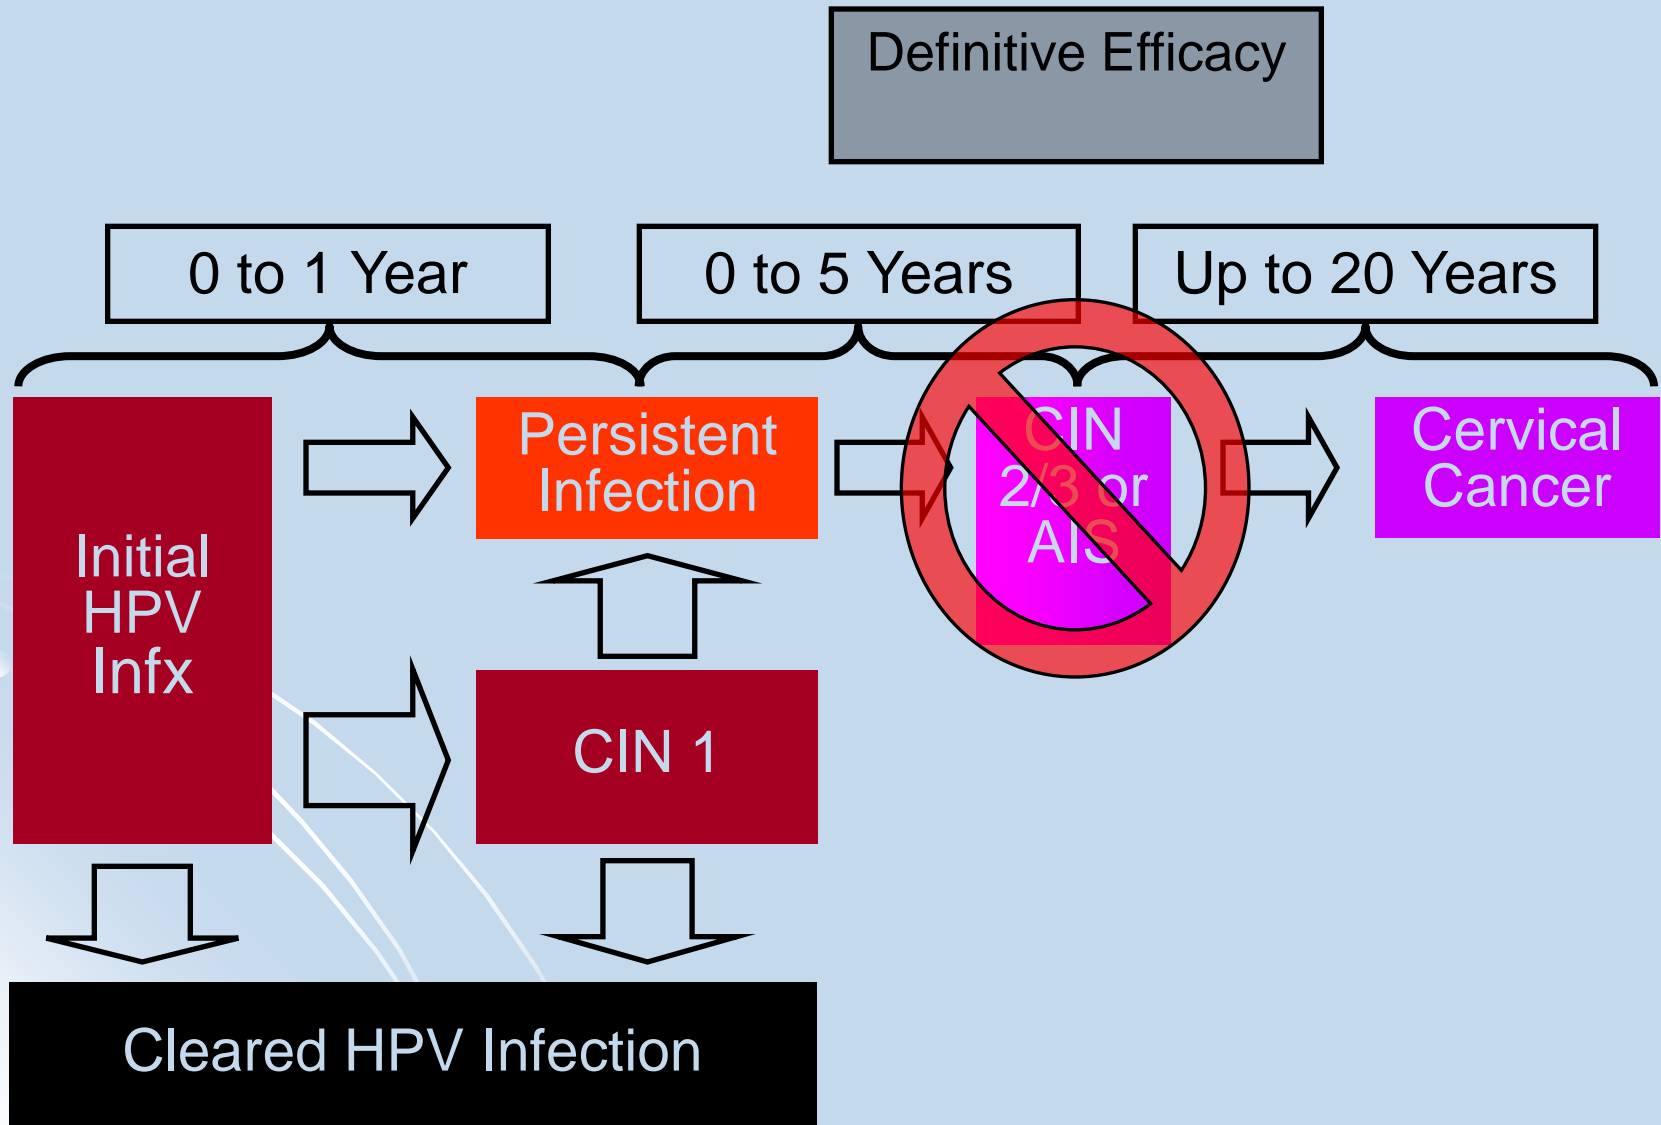 Definitive Efficacy
0 to 1 Year
0 to 5 Years
Up to 20 Years
Initial
HPV
Infx
Persistent
Infection
CIN
2/3 or
AIS
Cervical
Cancer
CIN 1
Cleared HPV Infection